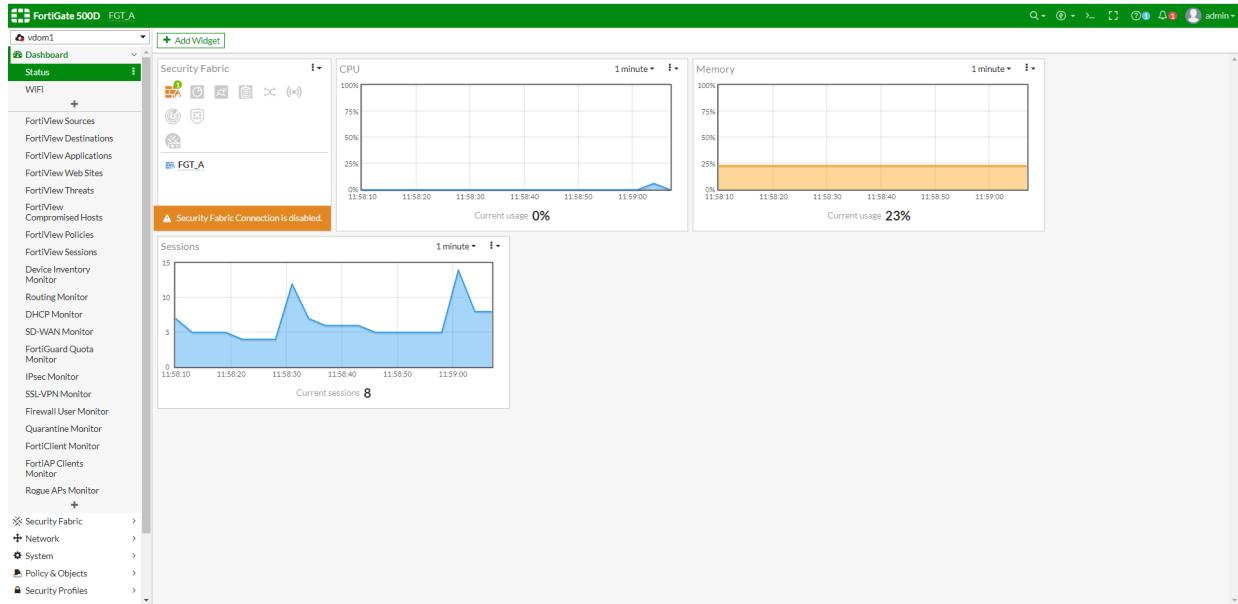 FortiGate 500D FGT_A
1 1 admin
vdom1
+ Add Widget
Dashboard
Status
WiFi
+
FortiView Sources
FortiView Destinations
FortiView Applications
FortiView Web Sites
FortiView Threats
FortiView
Compromised Hosts
FortiView Policies
FortiView Sessions
Device Inventory
Monitor
Routing Monitor
DHCP Monitor
SD-WAN Monitor
FortiGuard Quota
Monitor
IPsec Monitor
SSL-VPN Monitor
Firewall User Monitor
Quarantine Monitor
FortiClient Monitor
FortiAP Clients
Monitor
Rogue APs Monitor
+
Security Fabric
Network
System
Policy & Objects
Security Profiles
Security Fabric
1
FGT_A
Security Fabric Connection is disabled.
CPU 1 minute
100%
75%
50%
25%
0%
11:58:10 11:58:20 11:58:30 11:58:40 11:58:50 11:59:00
Current usage 0%
Memory 1 minute
100%
75%
50%
25%
0%
11:58:10 11:58:20 11:58:30 11:58:40 11:58:50 11:59:00
Current usage 23%
Sessions 1 minute
15
10
5
0
11:58:10 11:58:20 11:58:30 11:58:40 11:58:50 11:59:00
Current sessions 8